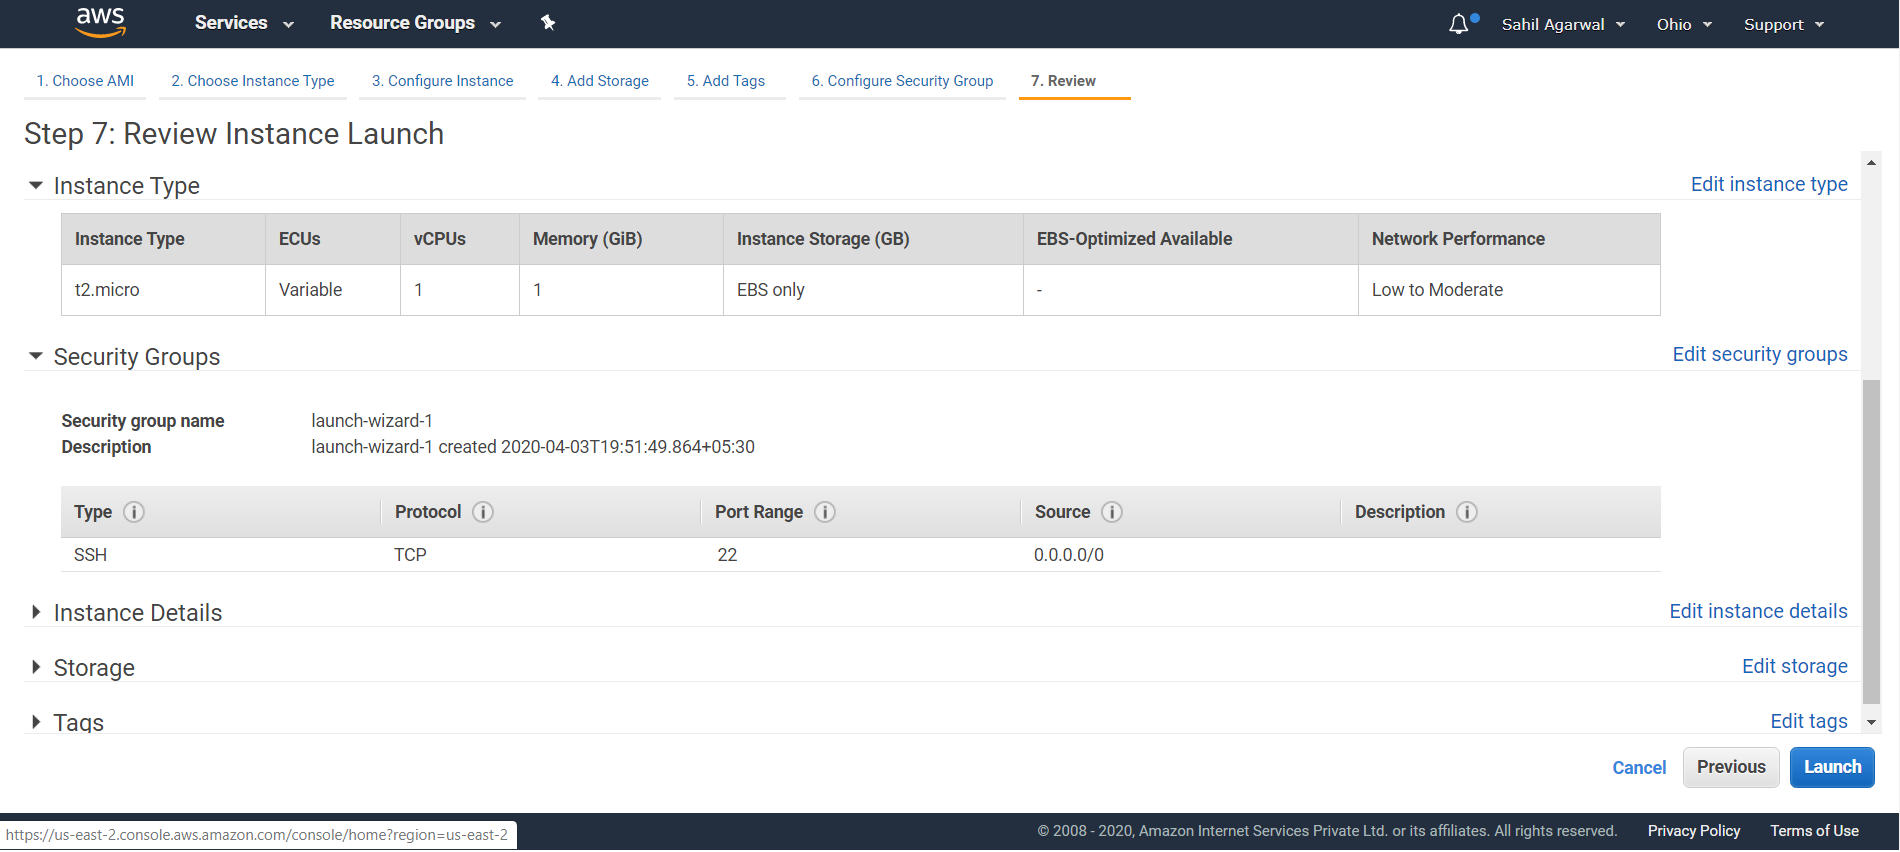 aws Services Resource Groups Sahil Agarwal Ohio Support
1. Choose AMI 2. Choose Instance Type 3. Configure Instance 4. Add Storage 5. Add Tags 6. Configure Security Group 7. Review
Step 7: Review Instance Launch
Instance Type Edit instance type
Instance Type ECUs vCPUs Memory (GiB) Instance Storage (GB) EBS-Optimized Available Network Performance
t2.micro Variable 1 1 EBS only - Low to Moderate
Security Groups Edit security groups
Security group name launch-wizard-1
Description launch-wizard-1 created 2020-04-03T19:51:49.864+05:30
Type i Protocol i Port Range i Source i Description i
SSH TCP 22 0.0.0.0/0
Instance Details Edit instance details
Storage Edit storage
Tags Edit tags
Cancel Previous Launch
https://us-east-2.console.aws.amazon.com/console/home?region=us-east-2 © 2008 - 2020, Amazon Internet Services Private Ltd. or its affiliates. All rights reserved. Privacy Policy Terms of Use